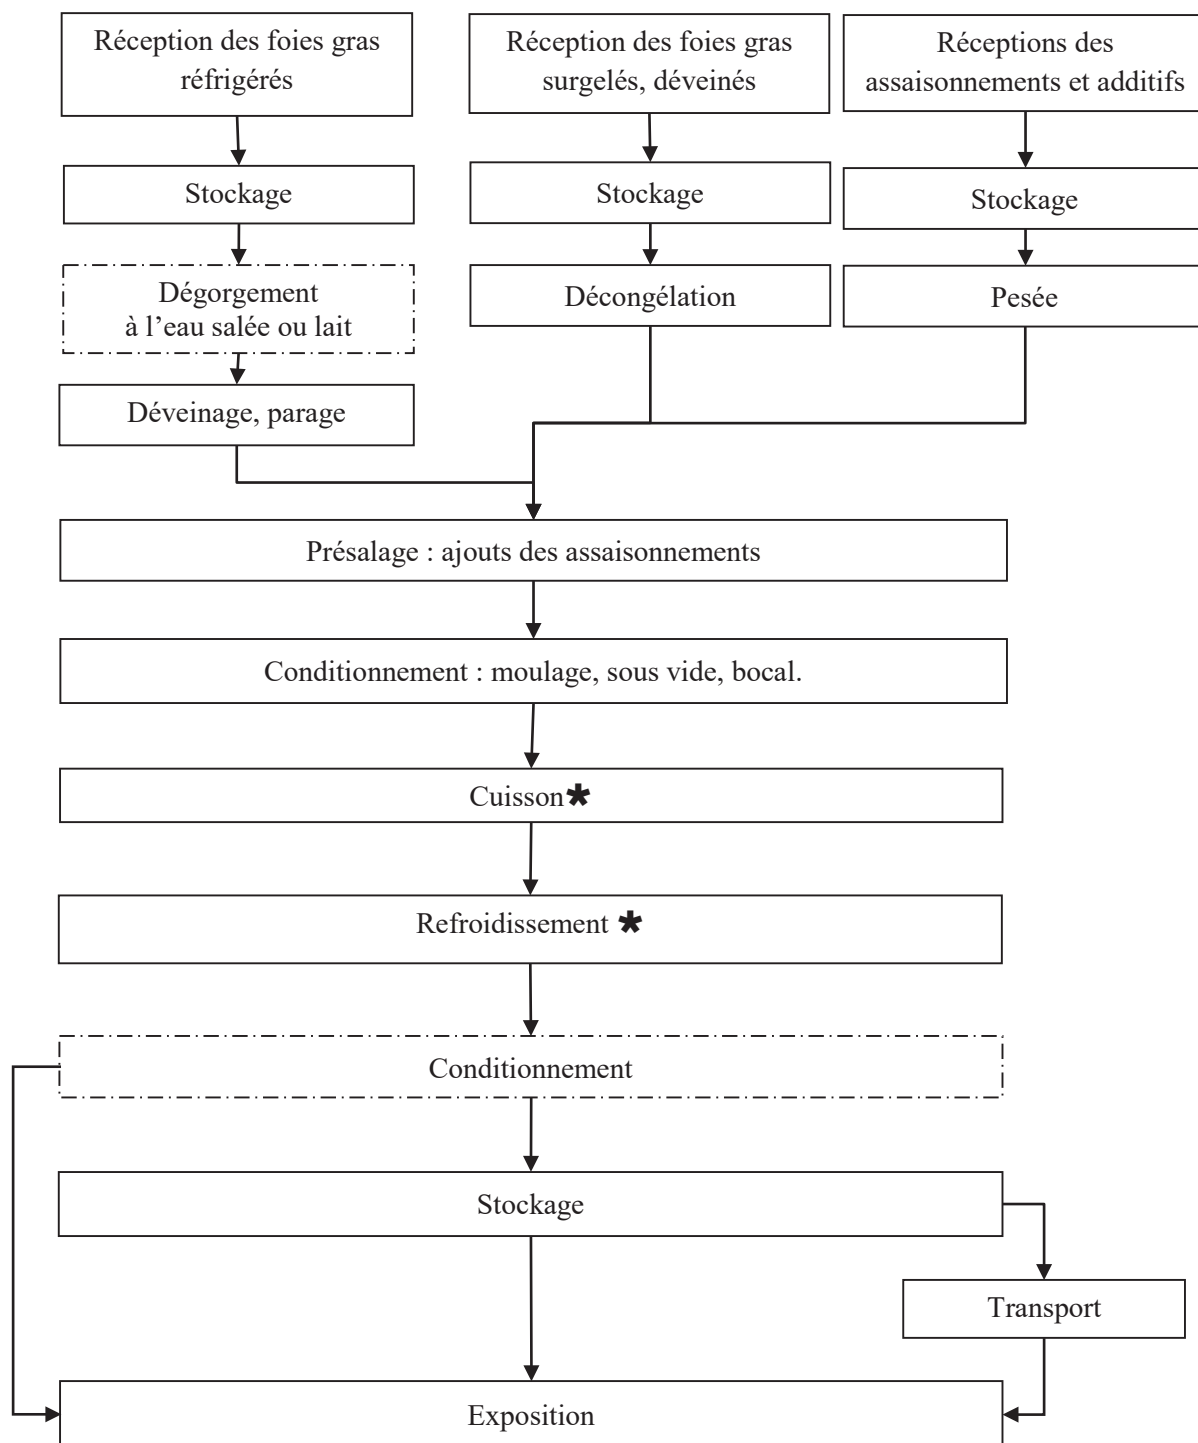 Réception des foies gras
réfrigérés
Réception des foies gras
surgelés, déveinés
Réceptions des
assaisonnements et additifs
Stockage
Stockage
Stockage
Dégorgement
à l’eau salée ou lait
Décongélation
Pesée
Déveinage, parage
Présalage : ajouts des assaisonnements
Conditionnement : moulage, sous vide, bocal.
Cuisson*
Refroidissement *
Conditionnement
Stockage
Transport
Exposition